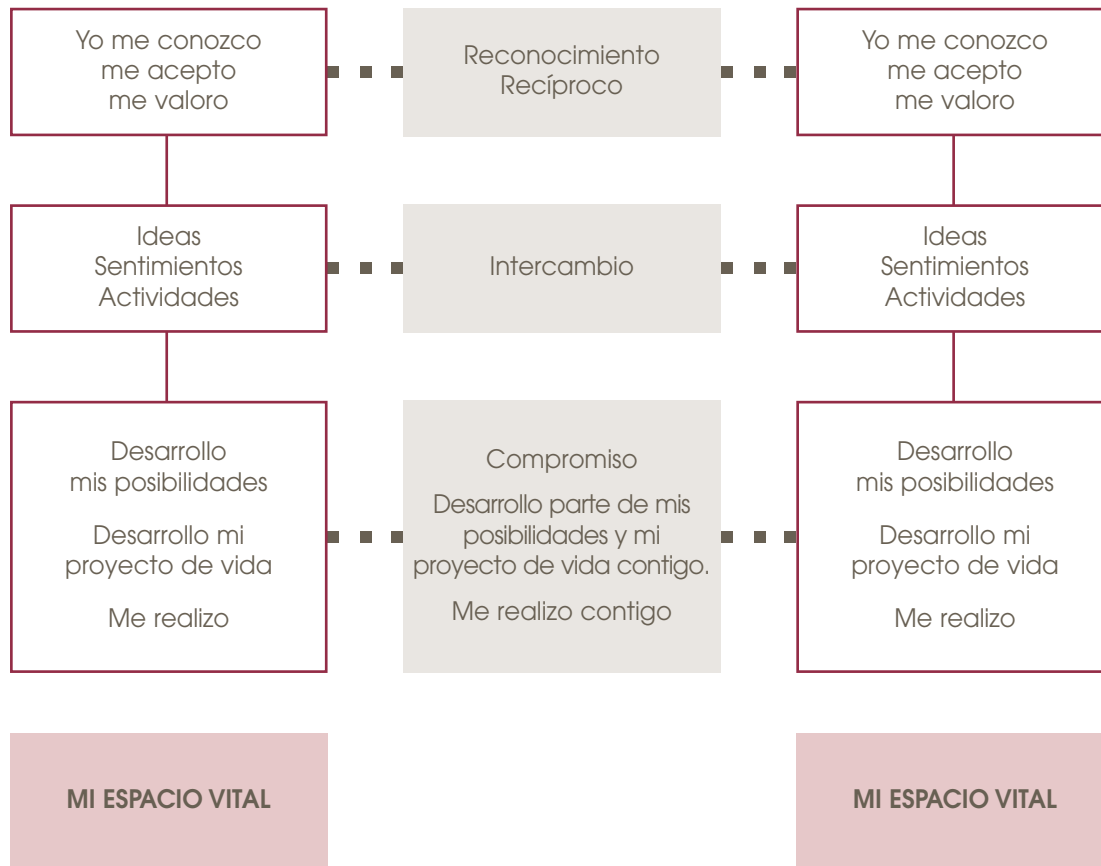 Yo me conozco
me acepto
me valoro
Reconocimiento
Recíproco
Yo me conozco
me acepto
me valoro
Ideas
Sentimientos
Actividades
Intercambio
Ideas
Sentimientos
Actividades
Desarrollo
mis posibilidades
Desarrollo mi
proyecto de vida
Me realizo
Compromiso
Desarrollo parte de mis
posibilidades y mi
proyecto de vida contigo.
Me realizo contigo
Desarrollo
mis posibilidades
Desarrollo mi
proyecto de vida
Me realizo
MI ESPACIO VITAL
MI ESPACIO VITAL